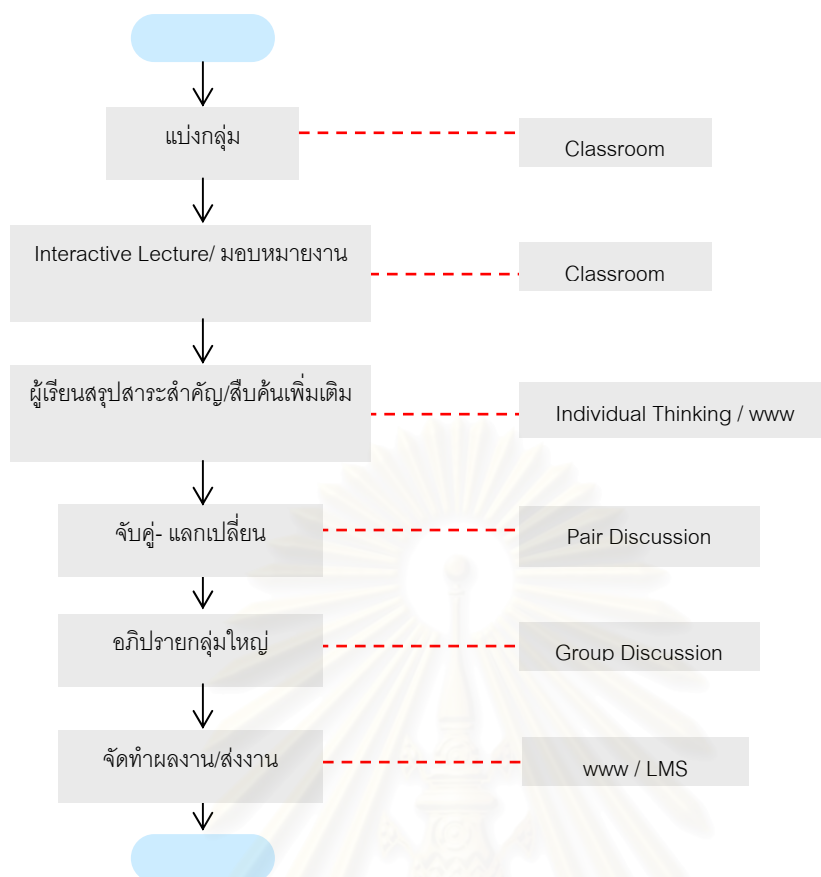 แบ่งกลุ่ม
Classroom
Interactive Lecture/ มอบหมายงาน
Classroom
ผู้เรียนสรุปสาระสำคัญ/สืบค้นเพิ่มเติม
Individual Thinking / www
จับคู่- แลกเปลี่ยน
Pair Discussion
อภิปรายกลุ่มใหญ่
Group Discussion
จัดทำผลงาน/ส่งงาน
www / LMS